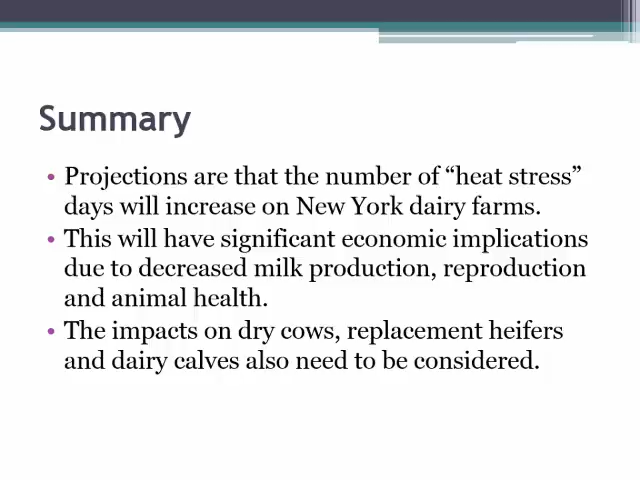 Summary
• Projections are that the number of “heat stress”
days will increase on New York dairy farms.
• This will have significant economic implications
due to decreased milk production, reproduction
and animal health.
• The impacts on dry cows, replacement heifers
and dairy calves also need to be considered.